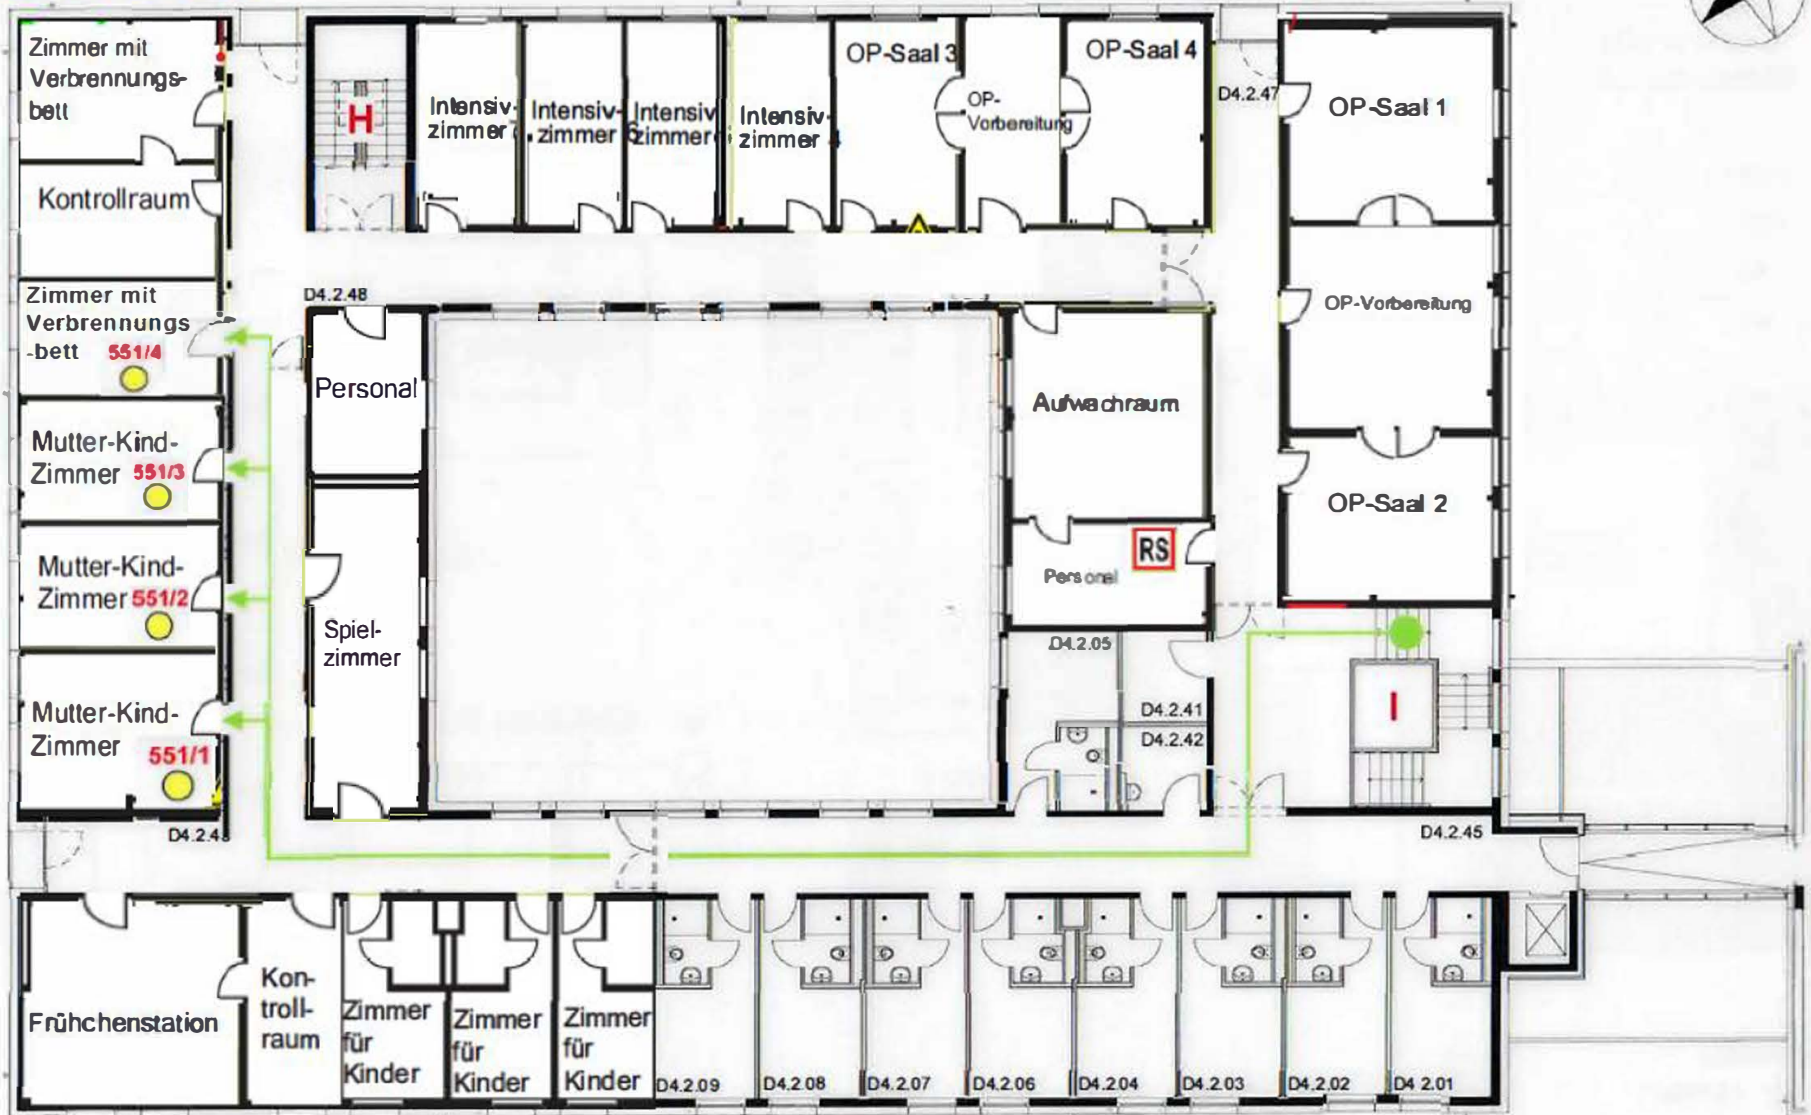 Zimmer mit
Verbrennungs-
bett
Kontrollraum
Zimmer mit
Verbrennungs
-bett 551/4
Mutter-Kind-
Zimmer 551/3
Mutter-Kind-
Zimmer 551/2
Mutter-Kind-
Zimmer
551/1
H
Intensiv-
zimmer
Intensiv-
zimmer
Intensiv
zimmer
Intensiv-
zimmer 4
OP-Saal 3
OP-
Vorbereitung
OP-Saal 4
D4.2.47
OP-Saal 1
OP-Vorbereitung
OP-Saal 2
D4.2.48
Personal
Spiel-
zimmer
Aufwachraum
RS
Personal
D4.2.05
D4.2.41
D4.2.42
I
D4.2.45
Frühchenstation
Kon-
troll-
raum
Zimmer
für
Kinder
Zimmer
für
Kinder
Zimmer
für
Kinder
D4.2.09
D4.2.08
D4.2.07
D4.2.06
D4.2.04
D4.2.03
D4.2.02
D4 2.01